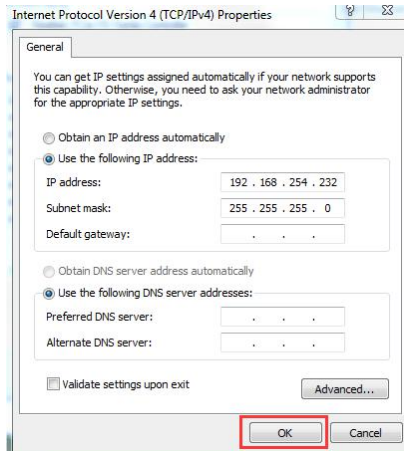 Internet Protocol Version 4 (TCP/IPv4) Properties
General
You can get IP settings assigned automatically if your network supports
this capability. Otherwise, you need to ask your network administrator
for the appropriate IP settings.
Obtain an IP address automatically
Use the following IP address:
IP address: 192 . 168 . 254 . 232
Subnet mask: 255 . 255 . 255 . 0
Default gateway: . . .
Obtain DNS server address automatically
Use the following DNS server addresses:
Preferred DNS server: . . .
Alternate DNS server: . . .
Validate settings upon exit
Advanced...
OK Cancel